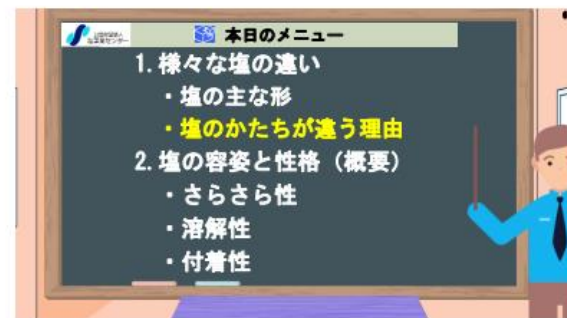 本日のメニュー
1. 様々な塩の違い
・塩の主な形
・塩のかたちが違う理由
2. 塩の容姿と性格（概要）
・さらさら性
・溶解性
・付着性